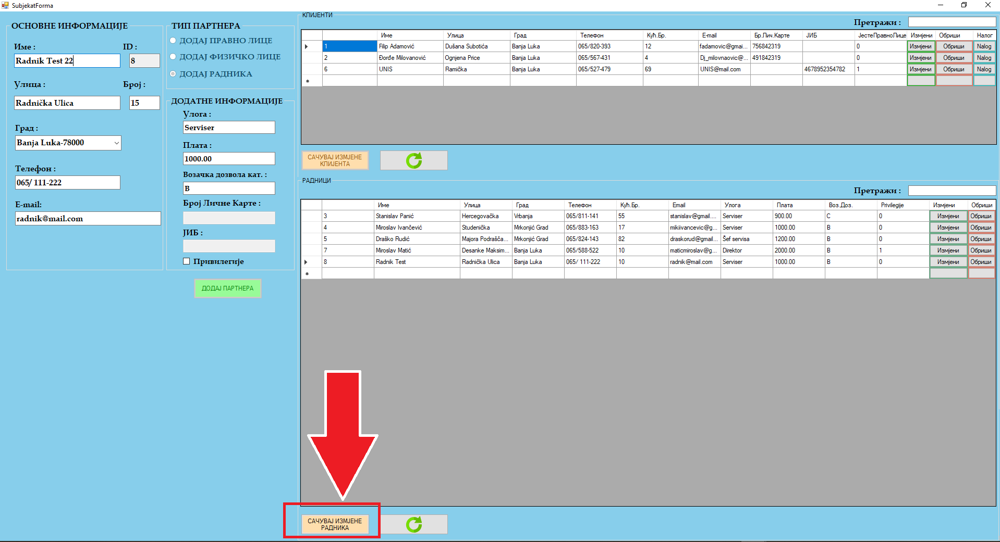 SubjekatForma
ОСНОВНЕ ИНФОРМАЦИЈЕ
Име :
ID :
Radnik Test 22
8
Улица :
Број :
Radnička Ulica
15
Град :
Banja Luka-78000
Телефон :
065/ 111-222
E-mail:
radnik@mail.com
ТИП ПАРТНЕРА
ДОДАЈ ПРАВНО ЛИЦЕ
ДОДАЈ ФИЗИЧКО ЛИЦЕ
ДОДАЈ РАДНИКА
ДОДАТНЕ ИНФОРМАЦИЈЕ
Улога :
Serviser
Плата :
1000.00
Возачка дозвола кат. :
B
Број Личне Карте :
ЈИБ :
Привилегије
ДОДАЈ ПАРТНЕРА
КЛИЈЕНТИ
Претражи :
Име Улица Град Телефон Кућ.Бр. E-mail Бр.Лич.Карте ЈИБ ЈестеПравноЛице Измјени Обриши Налог
1 Filip Adamović Dušana Subotića Banja Luka 065/820-393 12 fadamovic@gmai... 756842319 0 Измјени Обриши Nalog
2 Đorđe Milovanović Ognjena Price Banja Luka 065/567-431 4 Dj_milovnaovic@... 491842319 0 Измјени Обриши Nalog
6 UNIS Ramička Banja Luka 065/527-479 69 UNIS@mail.com 4678952354782 1 Измјени Обриши Nalog
САЧУВАЈ ИЗМЈЕНЕ
КЛИЈЕНТА
РАДНИЦИ
Претражи :
Име Улица Град Телефон Кућ.Бр. Email Улога Плата Воз.Доз. Privilegije Измјени Обриши
3 Stanislav Panić Hercegovačka Vrbanja 065/811-141 55 stanislav@gmail.... Serviser 900.00 C 0 Измјени Обриши
4 Miroslav Ivančević Studenička Mrkonjić Grad 065/883-163 17 mikiivancevic@g... Serviser 1000.00 B 0 Измјени Обриши
5 Draško Rudić Majora Podrašča... Mrkonjić Grad 065/824-143 82 draskorud@gmail... Šef servisa 1200.00 B 0 Измјени Обриши
7 Miroslav Matić Desanke Maksim... Banja Luka 065/588-522 10 maticmiroslav@g... Direktor 2000.00 B 1 Измјени Обриши
8 Radnik Test Radnička Ulica Banja Luka 065/ 111-222 10 radnik@mail.com Serviser 1000.00 B 0 Измјени Обриши
САЧУВАЈ ИЗМЈЕНЕ
РАДНИКА